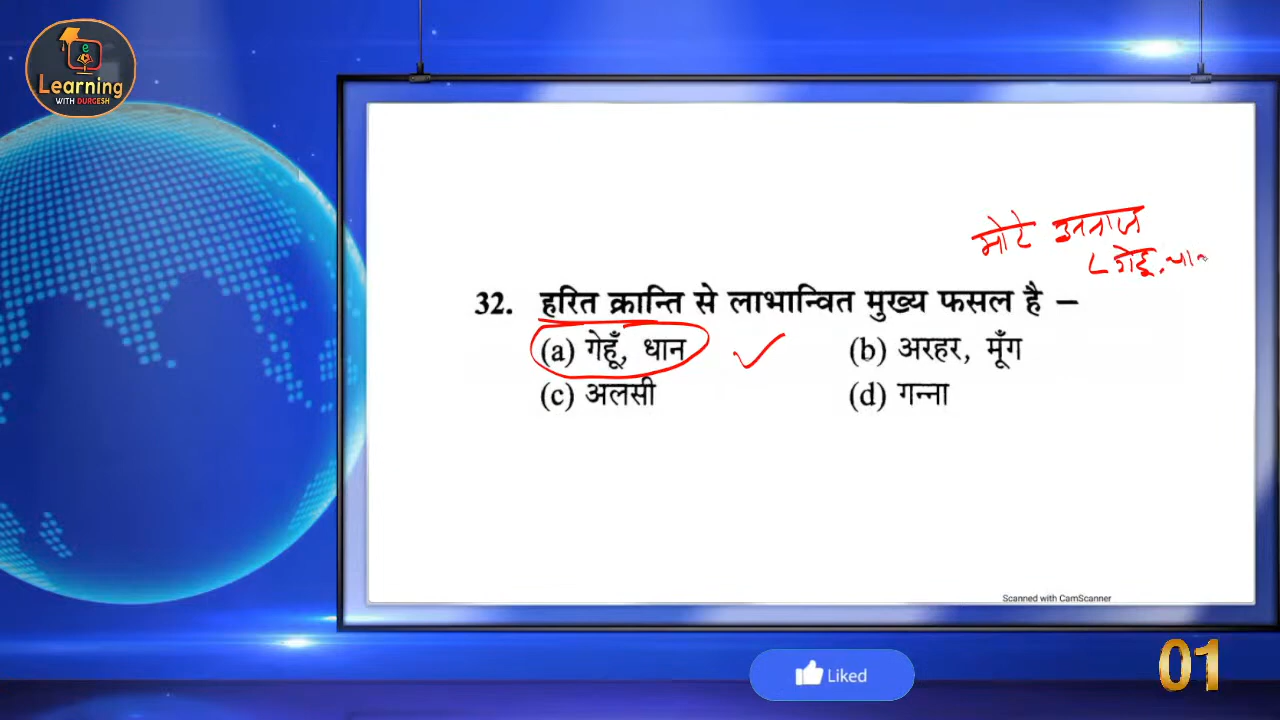 e
Learning
WITH DURGESH
मोटे अनाज
गेहू, धान
32. हरित क्रान्ति से लाभान्वित मुख्य फसल है –
(a) गेहूँ, धान (b) अरहर, मूँग
(c) अलसी (d) गन्ना
Scanned with CamScanner
Liked
01